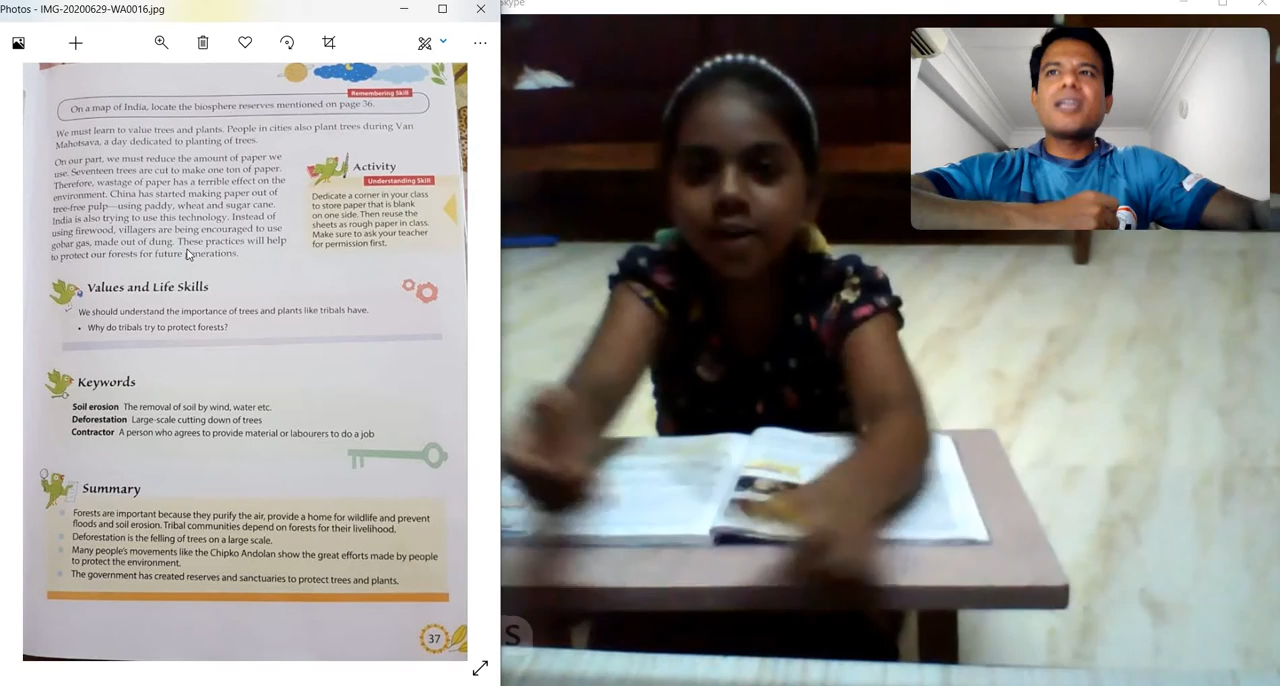 Photos - IMG-20200629-WA0016.jpg
Skype
Remembering Skill
On a map of India, locate the biosphere reserves mentioned on page 36.
We must learn to value trees and plants. People in cities also plant trees during Van
Mahotsava, a day dedicated to planting of trees.
On our part, we must reduce the amount of paper we
use. Seventeen trees are cut to make one ton of paper.
Therefore, wastage of paper has a terrible effect on the
environment. China has started making paper out of
tree-free pulp—using paddy, wheat and sugar cane.
India is also trying to use this technology. Instead of
using firewood, villagers are being encouraged to use
gobar gas, made out of dung. These practices will help
to protect our forests for future generations.
Activity
Understanding Skill
Dedicate a corner in your class
to store paper that is blank
on one side. Then reuse the
sheets as rough paper in class.
Make sure to ask your teacher
for permission first.
Values and Life Skills
We should understand the importance of trees and plants like tribals have.
• Why do tribals try to protect forests?
Keywords
Soil erosion The removal of soil by wind, water etc.
Deforestation Large-scale cutting down of trees
Contractor A person who agrees to provide material or labourers to do a job
Summary
Forests are important because they purify the air, provide a home for wildlife and prevent
floods and soil erosion. Tribal communities depend on forests for their livelihood.
Deforestation is the felling of trees on a large scale.
Many people's movements like the Chipko Andolan show the great efforts made by people
to protect the environment.
The government has created reserves and sanctuaries to protect trees and plants.
37
S